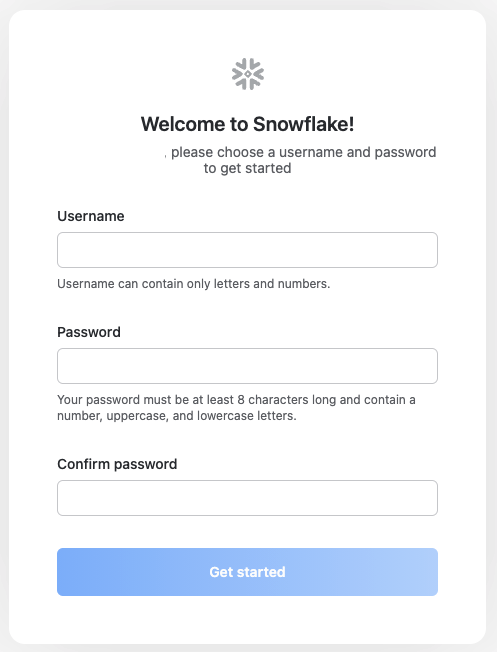 Welcome to Snowflake!
, please choose a username and password
to get started
Username
Username can contain only letters and numbers.
Password
Your password must be at least 8 characters long and contain a
number, uppercase, and lowercase letters.
Confirm password
Get started